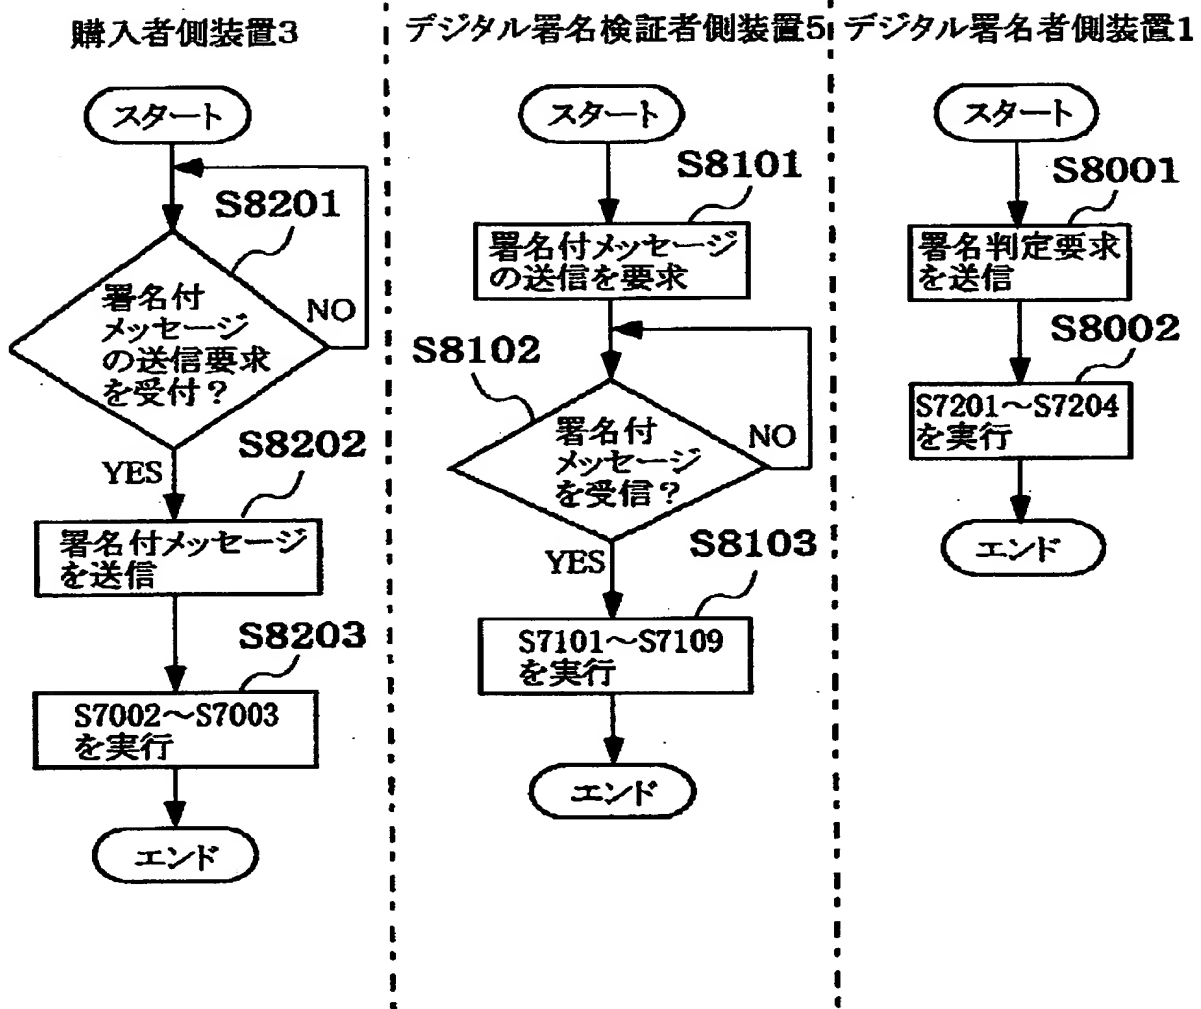 購入者側装置3
スタート
S8201
署名付
メッセージ
の送信要求
を受付？
NO
YES
S8202
署名付メッセージ
を送信
S8203
S7002～S7003
を実行
エンド
デジタル署名検証者側装置5
スタート
S8101
署名付メッセージ
の送信を要求
S8102
署名付
メッセージ
を受信？
NO
YES
S8103
S7101～S7109
を実行
エンド
デジタル署名者側装置1
スタート
S8001
署名判定要求
を送信
S8002
S7201～S7204
を実行
エンド